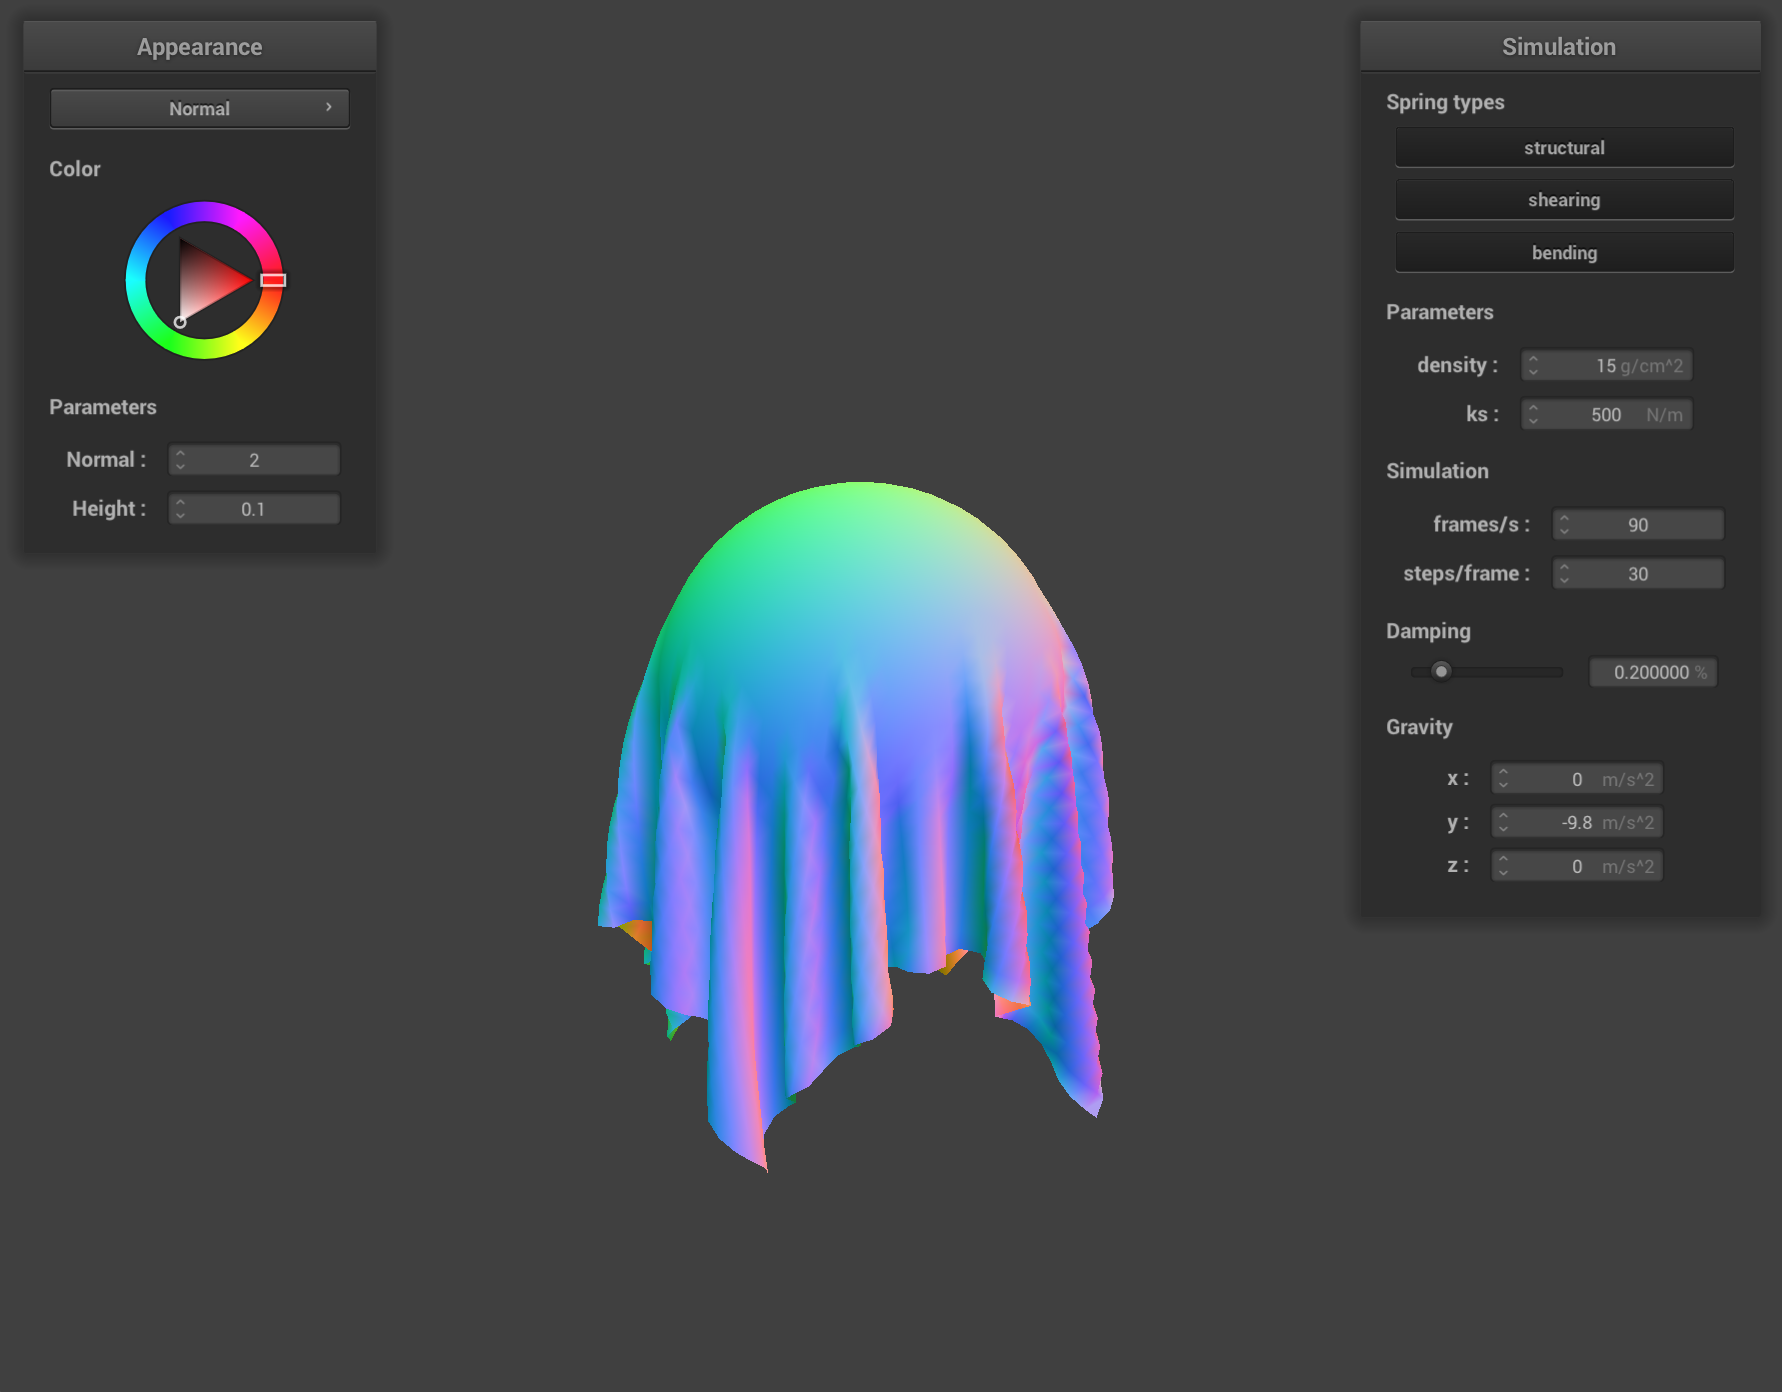 Appearance
Normal ›
Color
Parameters
Normal : 2
Height : 0.1
Simulation
Spring types
structural
shearing
bending
Parameters
density : 15 g/cm^2
ks : 500 N/m
Simulation
frames/s : 90
steps/frame : 30
Damping
0.200000 %
Gravity
x : 0 m/s^2
y : -9.8 m/s^2
z : 0 m/s^2